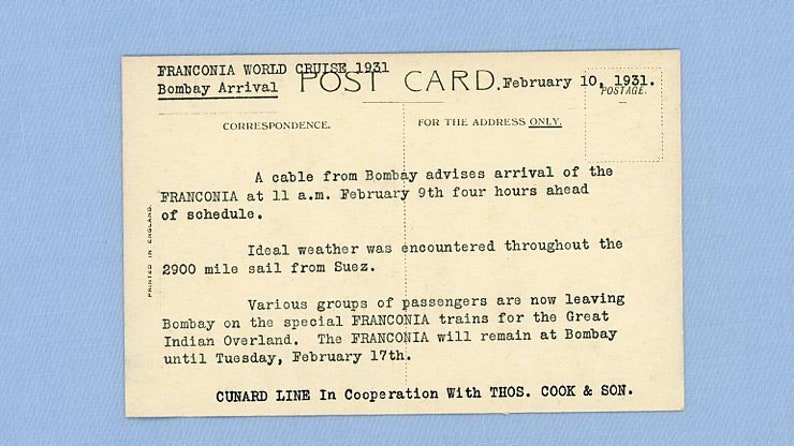 FRANCONIA WORLD CRUISE 1931
POST CARD.
February 10, 1931.
Bombay Arrival
POSTAGE.
CORRESPONDENCE.
FOR THE ADDRESS ONLY.
A cable from Bombay advises arrival of the
FRANCONIA at 11 a.m. February 9th four hours ahead
of schedule.
PRINTED IN ENGLAND.
Ideal weather was encountered throughout the
2900 mile sail from Suez.
Various groups of passengers are now leaving
Bombay on the special FRANCONIA trains for the Great
Indian Overland. The FRANCONIA will remain at Bombay
until Tuesday, February 17th.
CUNARD LINE In Cooperation With THOS. COOK & SON.